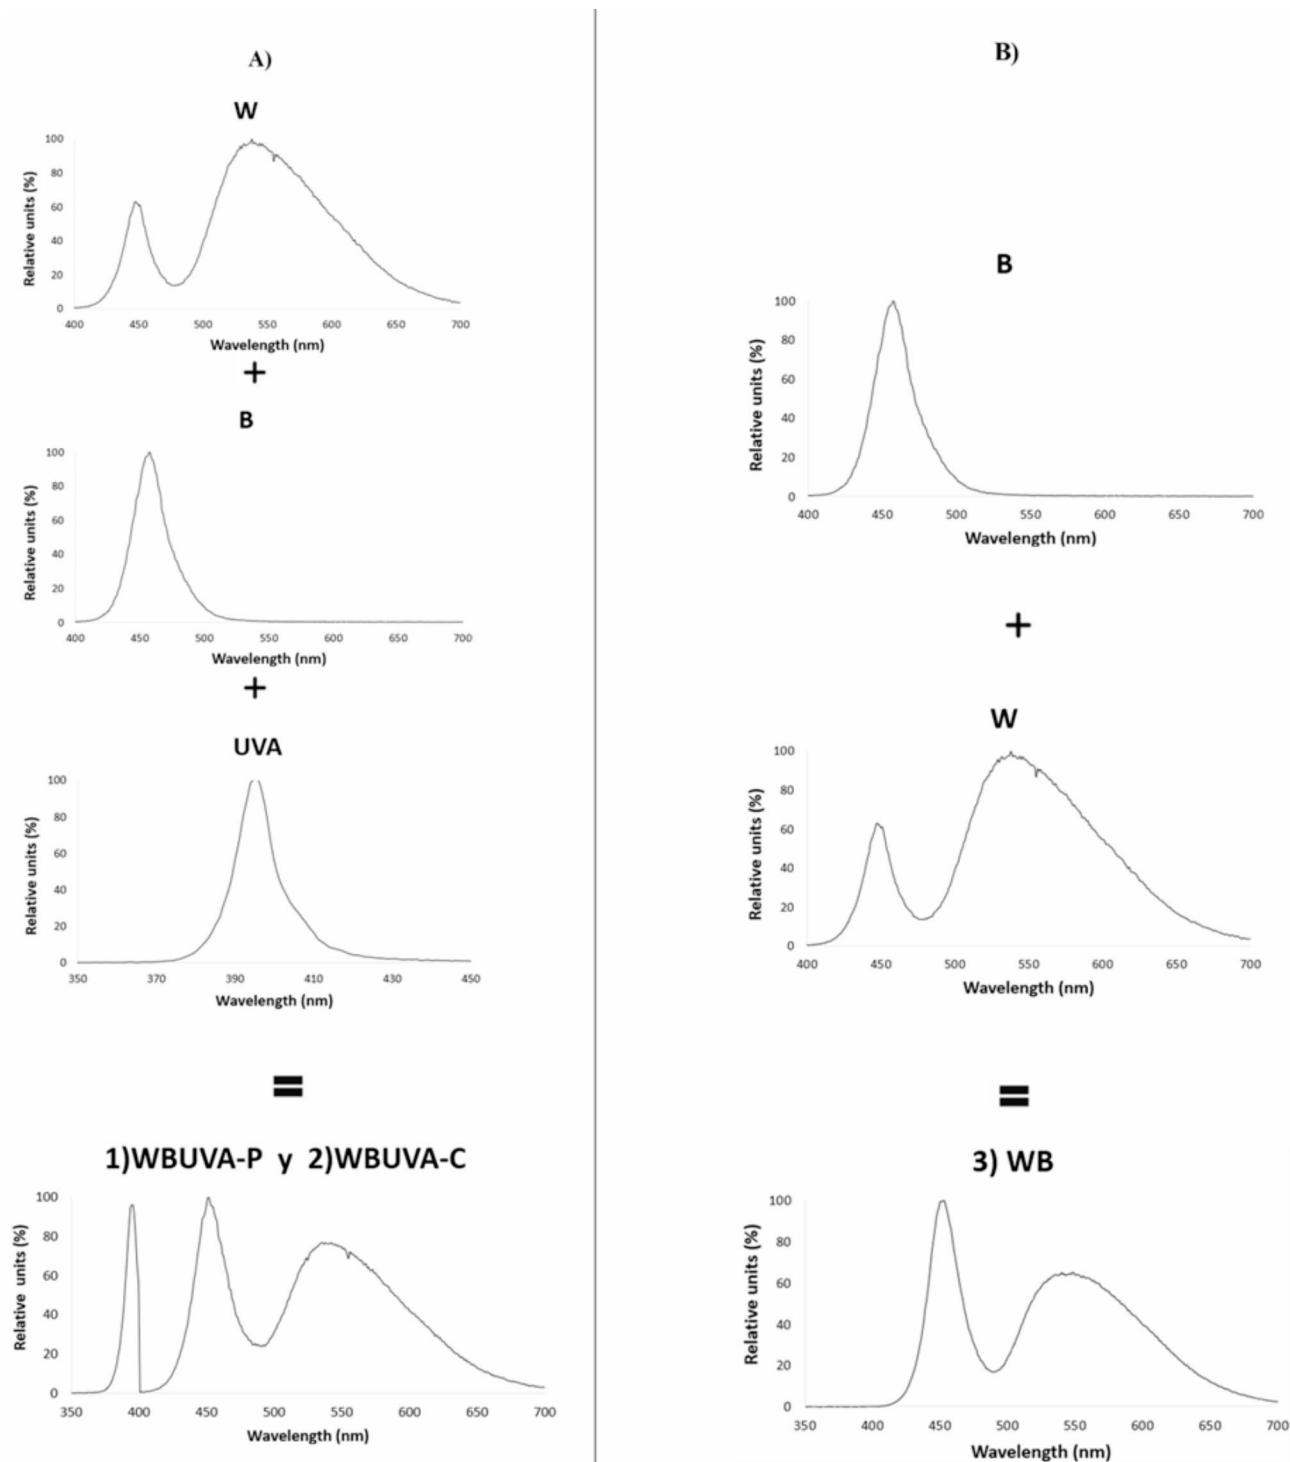 A)
W
100
80
60
40
20
0
Relative units (%)
400 450 500 550 600 650 700
Wavelength (nm)
+
B
100
80
60
40
20
0
Relative units (%)
400 450 500 550 600 650 700
Wavelength (nm)
+
UVA
100
80
60
40
20
0
Relative units (%)
350 370 390 410 430 450
Wavelength (nm)
=
1)WBUVA-P y 2)WBUVA-C
100
80
60
40
20
0
Relative units (%)
350 400 450 500 550 600 650 700
Wavelength (nm)
B)
B
100
80
60
40
20
0
Relative units (%)
400 450 500 550 600 650 700
Wavelength (nm)
+
W
100
80
60
40
20
0
Relative units (%)
400 450 500 550 600 650 700
Wavelength (nm)
=
3) WB
100
80
60
40
20
0
Relative units (%)
350 400 450 500 550 600 650 700
Wavelength (nm)